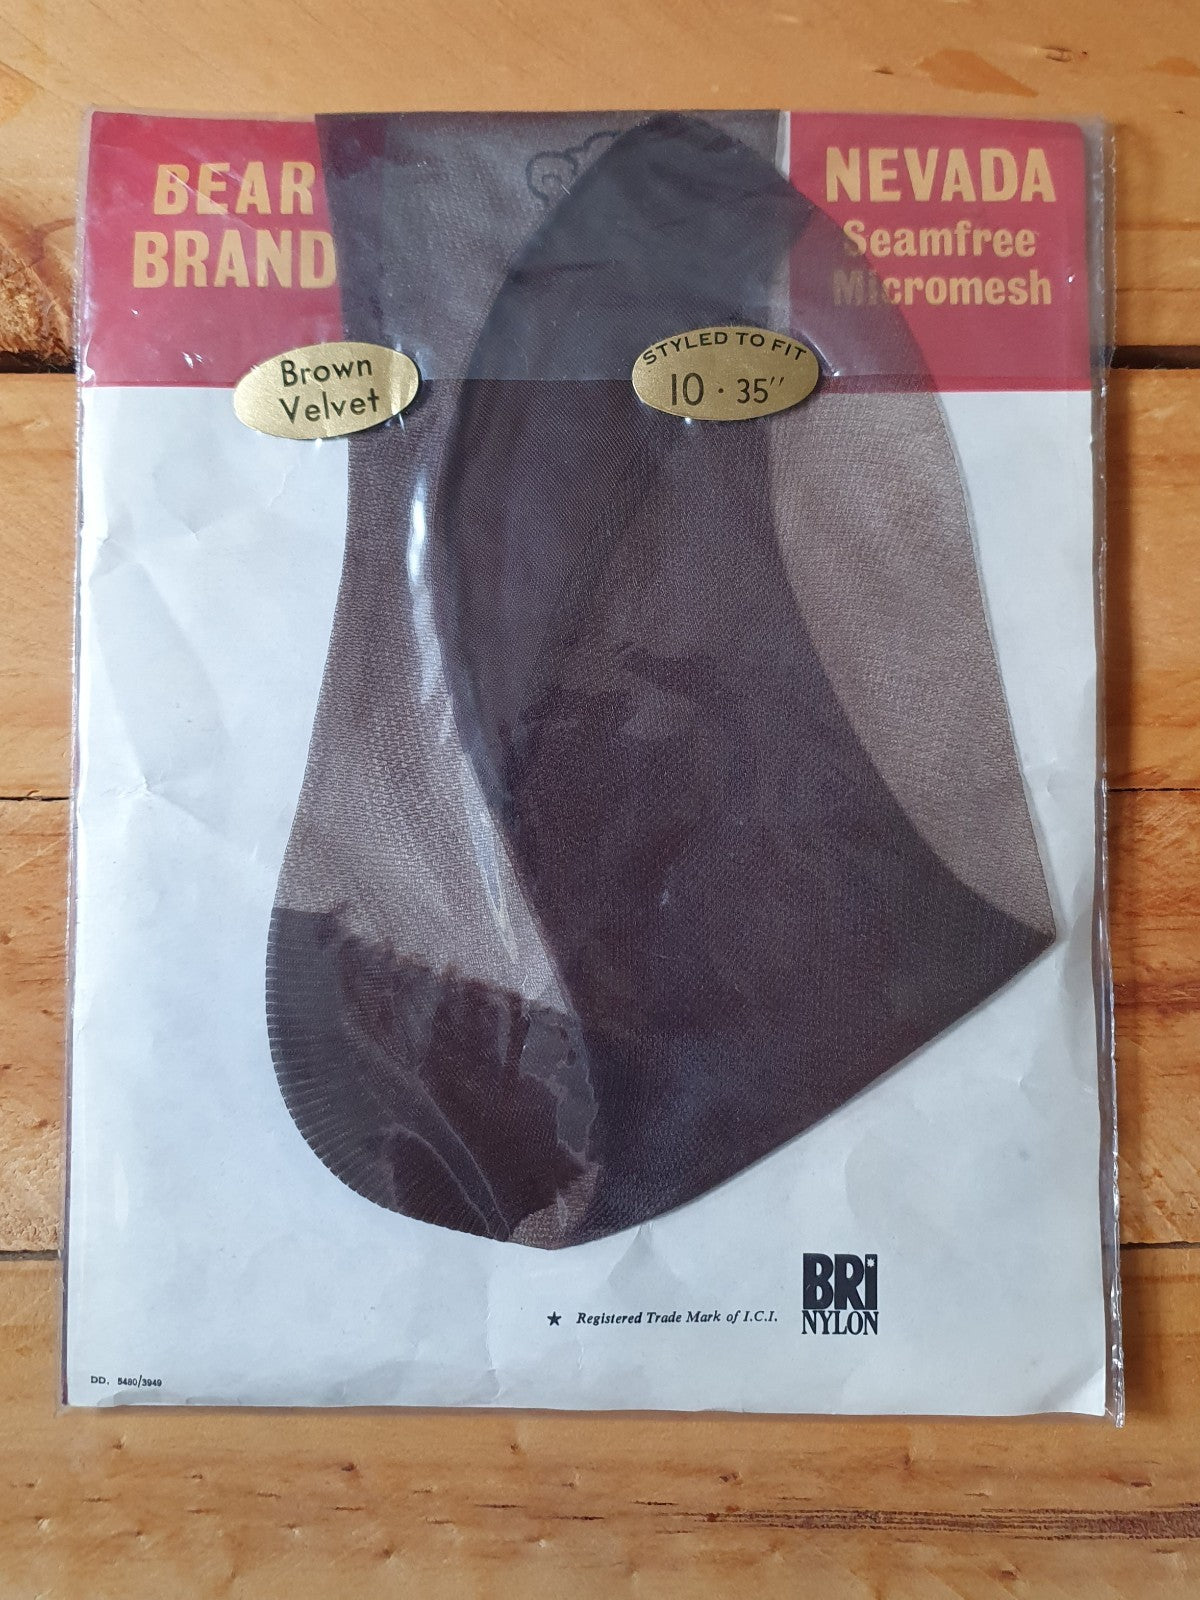 BEAR
BRAND
NEVADA
Seamfree
Micromesh
Brown
Velvet
STYLED TO FIT
10 · 35"
BRi
NYLON
★ Registered Trade Mark of I.C.I.
DD. 5480/3949